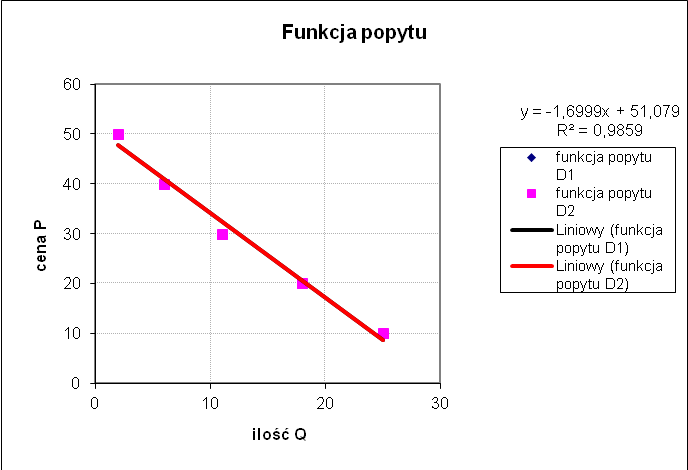 Funkcja popytu
60
50
40
30
20
10
0
cena P
0
10
20
30
ilość Q
y = -1,6999x + 51,079
R² = 0,9859
funkcja popytu
D1
funkcja popytu
D2
Liniowy (funkcja
popytu D1)
Liniowy (funkcja
popytu D2)